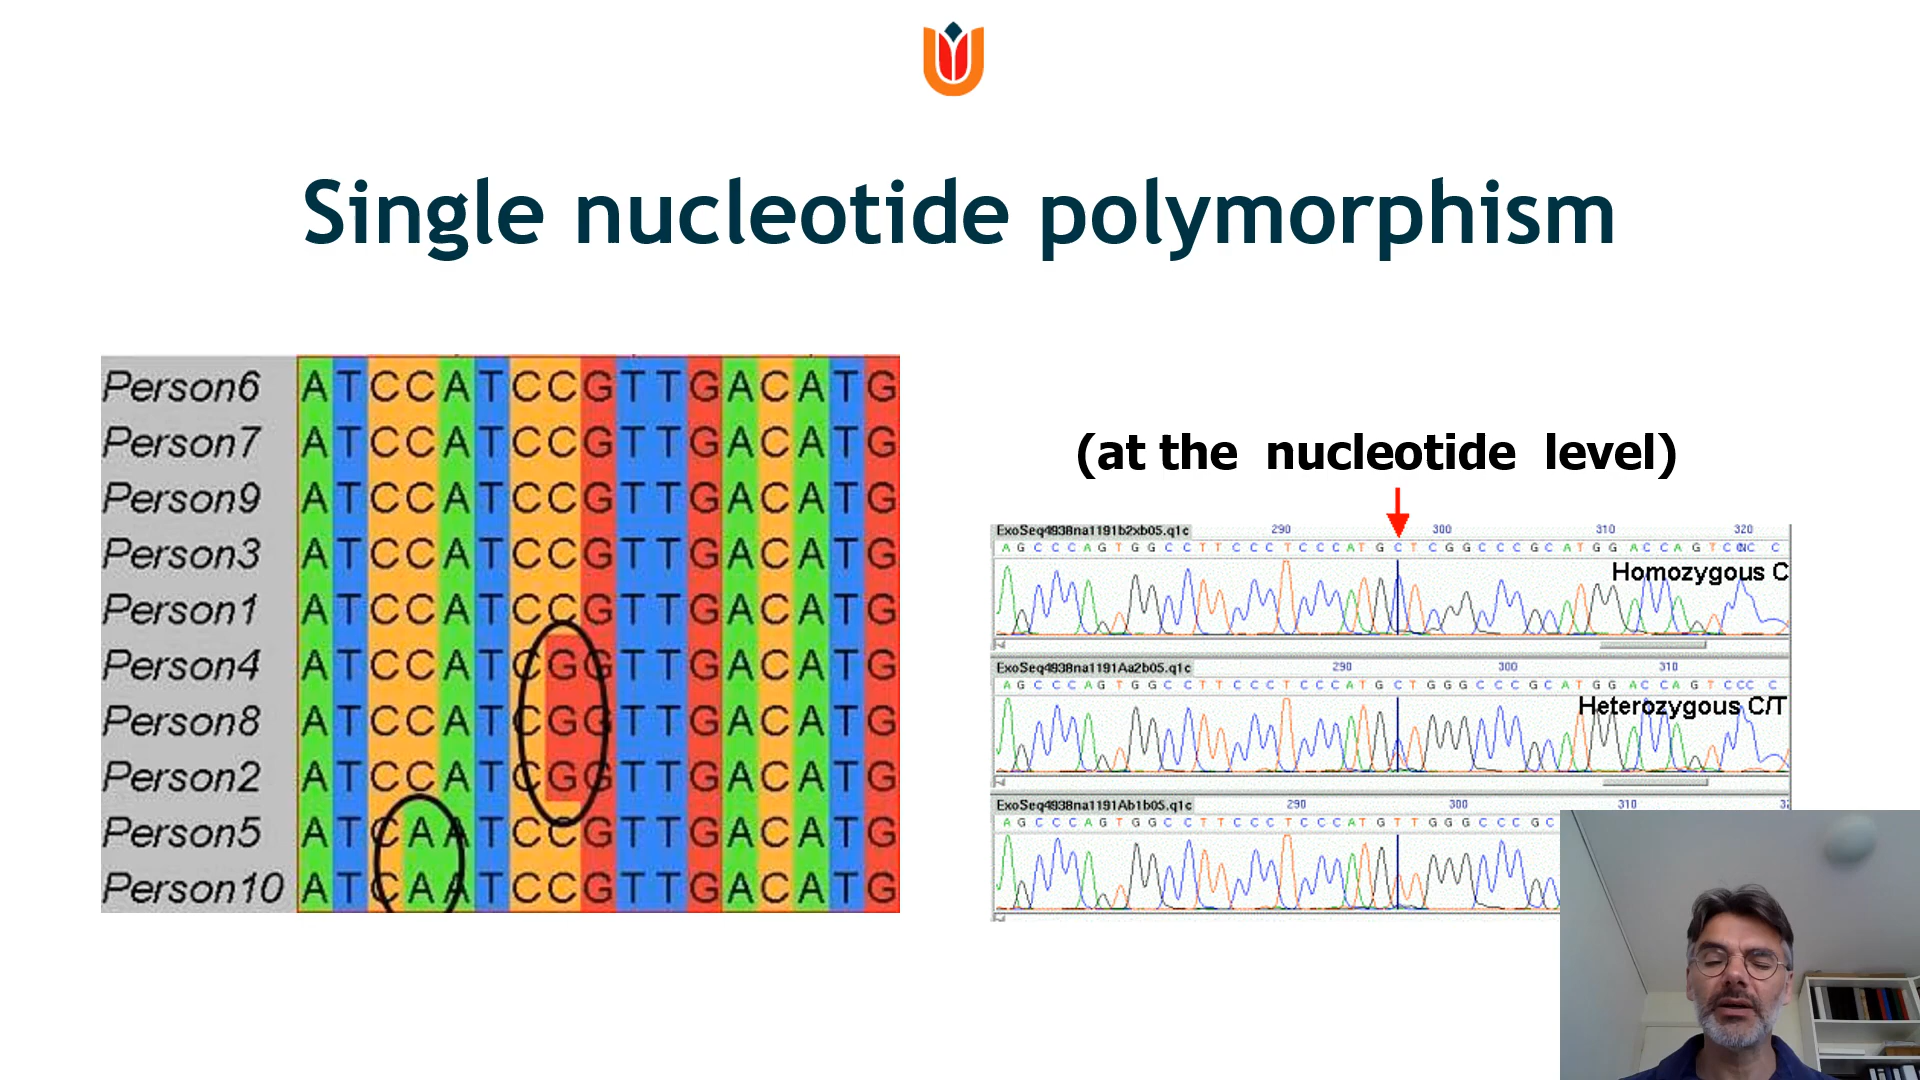 Single nucleotide polymorphism
Person6 ATCCATCCGTTGACATG
Person7 ATCCATCCGTTGACATG
Person9 ATCCATCCGTTGACATG
Person3 ATCCATCCGTTGACATG
Person1 ATCCATCCGTTGACATG
Person4 ATCCATCGGTTGACATG
Person8 ATCCATCGGTTGACATG
Person2 ATCCATCGGTTGACATG
Person5 ATCAATCCGTTGACATG
Person10 ATCAATCCGTTGACATG
(at the nucleotide level)
ExoSeq4938na1191b2xb05.q1c 290 300 310 320
A G C C C A G T G G C C T T C C C T C C C A T G C T C G G C C C G C A T G G A C C A G T C C N C C
Homozygous C
ExoSeq4938na1191Aa2b05.q1c 290 300 310
A G C C C A G T G G C C T T C C C T C C C A T G C T G G G C C C G C A T G G A C C A G T C C C C
Heterozygous C/T
ExoSeq4938na1191Ab1b05.q1c 290 300 310
A G C C C A G T G G C C T T C C C T C C C A T G T T G G G C C C G C